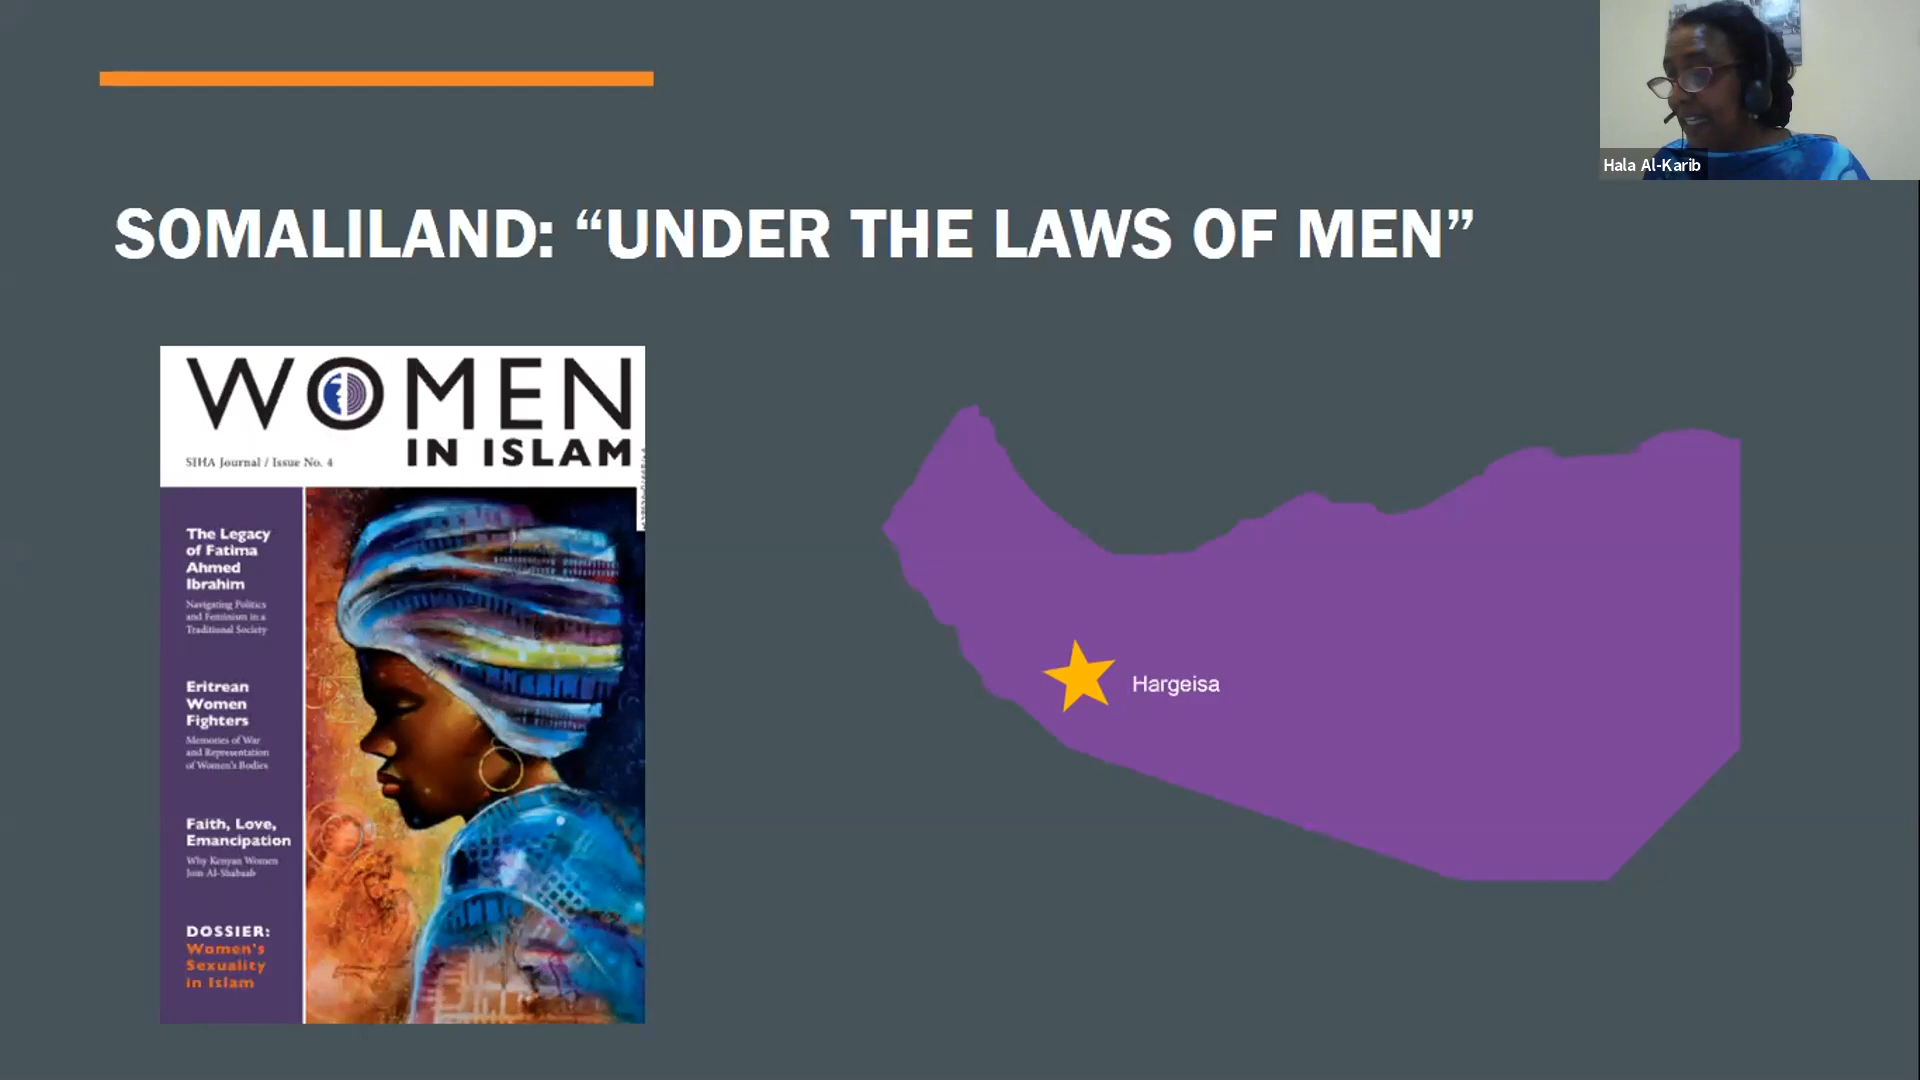 Hala Al-Karib
SOMALILAND: “UNDER THE LAWS OF MEN”
WOMEN
IN ISLAM
SIHA Journal / Issue No. 4
The Legacy
of Fatima
Ahmed
Ibrahim
Navigating Politics
and Feminism in a
Traditional Society
Eritrean
Women
Fighters
Memories of War
and Representation
of Women's Bodies
Faith, Love,
Emancipation
Why Kenyan Women
Join Al-Shabaab
DOSSIER:
Women's
Sexuality
in Islam
Hargeisa